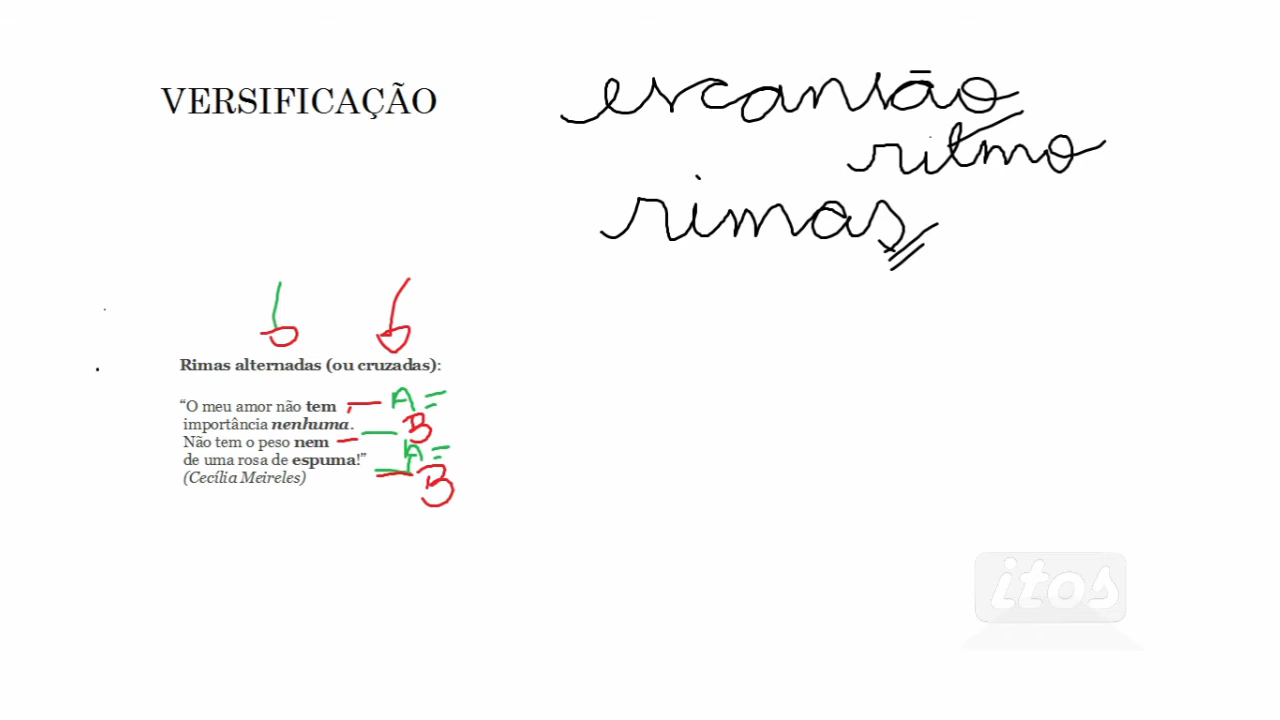 VERSIFICAÇÃO
escansão
ritmo
rimas
Rimas alternadas (ou cruzadas):
“O meu amor não tem A =
importância nenhuma. B
Não tem o peso nem A =
de uma rosa de espuma!” B
(Cecília Meireles)
itos